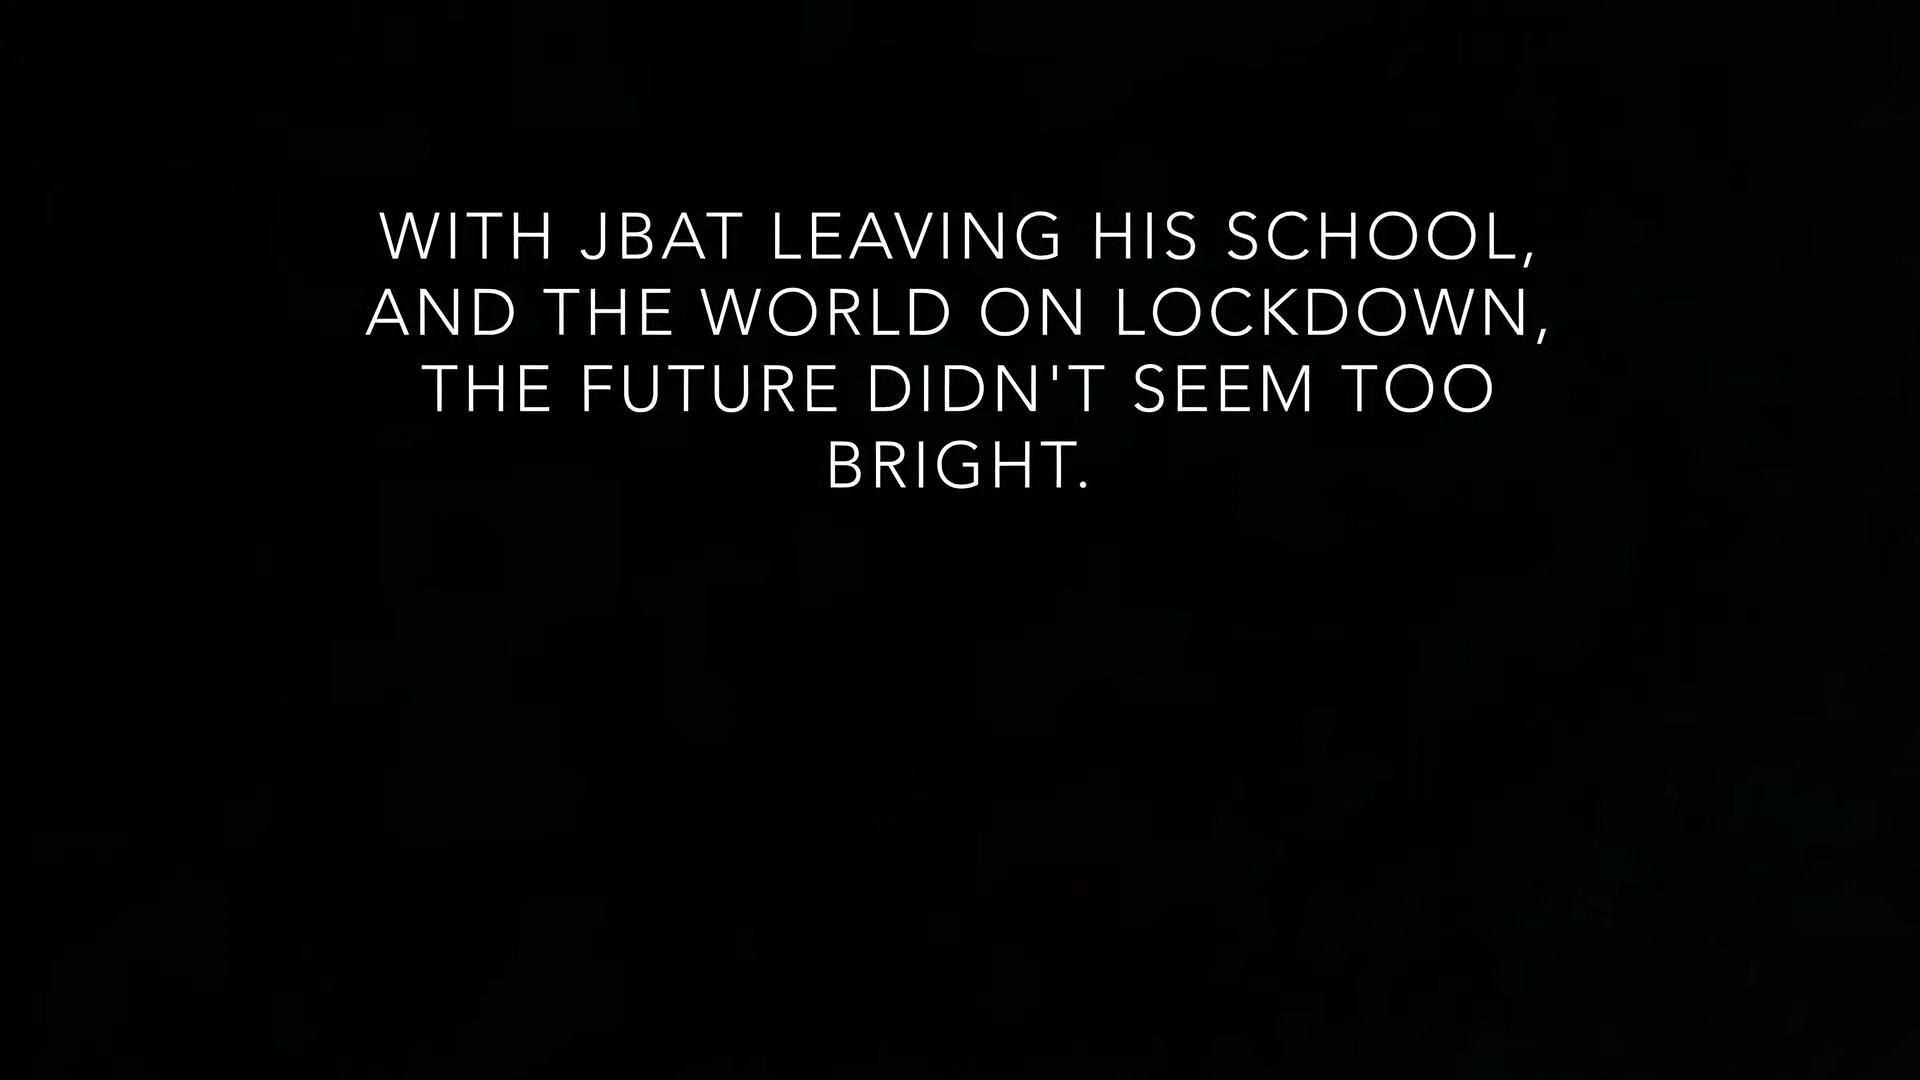 WITH JBAT LEAVING HIS SCHOOL,
AND THE WORLD ON LOCKDOWN,
THE FUTURE DIDN'T SEEM TOO
BRIGHT.